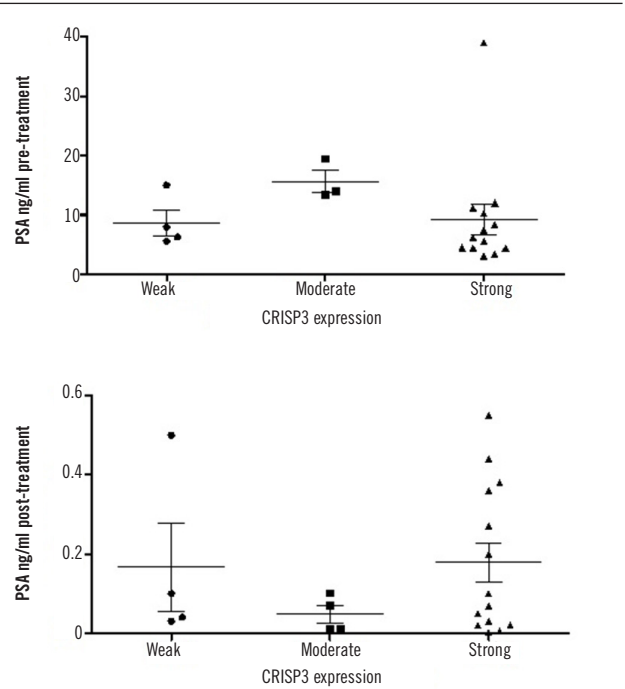 PSA ng/ml pre-treatment
40
30
20
10
0
Weak Moderate Strong
CRISP3 expression
PSA ng/ml post-treatment
0.6
0.4
0.2
0
Weak Moderate Strong
CRISP3 expression